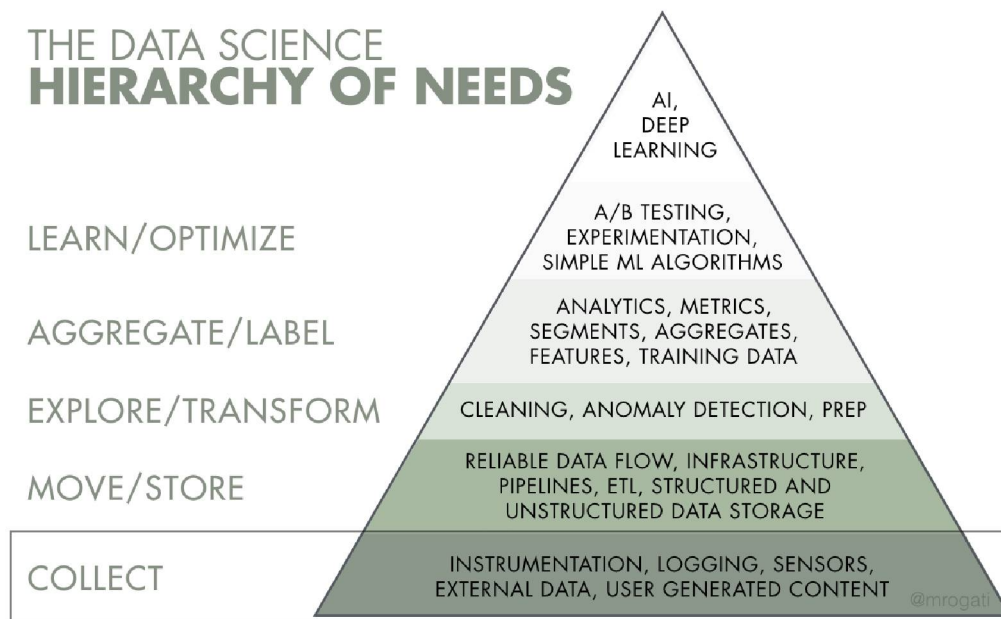 THE DATA SCIENCE
HIERARCHY OF NEEDS
AI,
DEEP
LEARNING
LEARN/OPTIMIZE
A/B TESTING,
EXPERIMENTATION,
SIMPLE ML ALGORITHMS
AGGREGATE/LABEL
ANALYTICS, METRICS,
SEGMENTS, AGGREGATES,
FEATURES, TRAINING DATA
EXPLORE/TRANSFORM
CLEANING, ANOMALY DETECTION, PREP
MOVE/STORE
RELIABLE DATA FLOW, INFRASTRUCTURE,
PIPELINES, ETL, STRUCTURED AND
UNSTRUCTURED DATA STORAGE
COLLECT
INSTRUMENTATION, LOGGING, SENSORS,
EXTERNAL DATA, USER GENERATED CONTENT
@mrogati